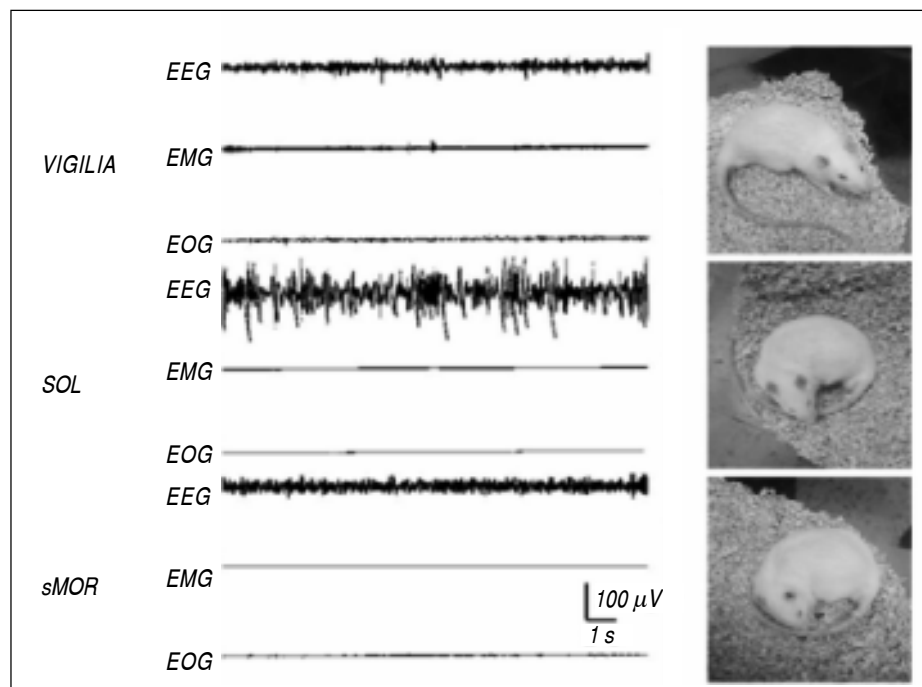 EEG
VIGILIA
EMG
EOG
EEG
SOL
EMG
EOG
EEG
sMOR
EMG
100 µV
1 s
EOG